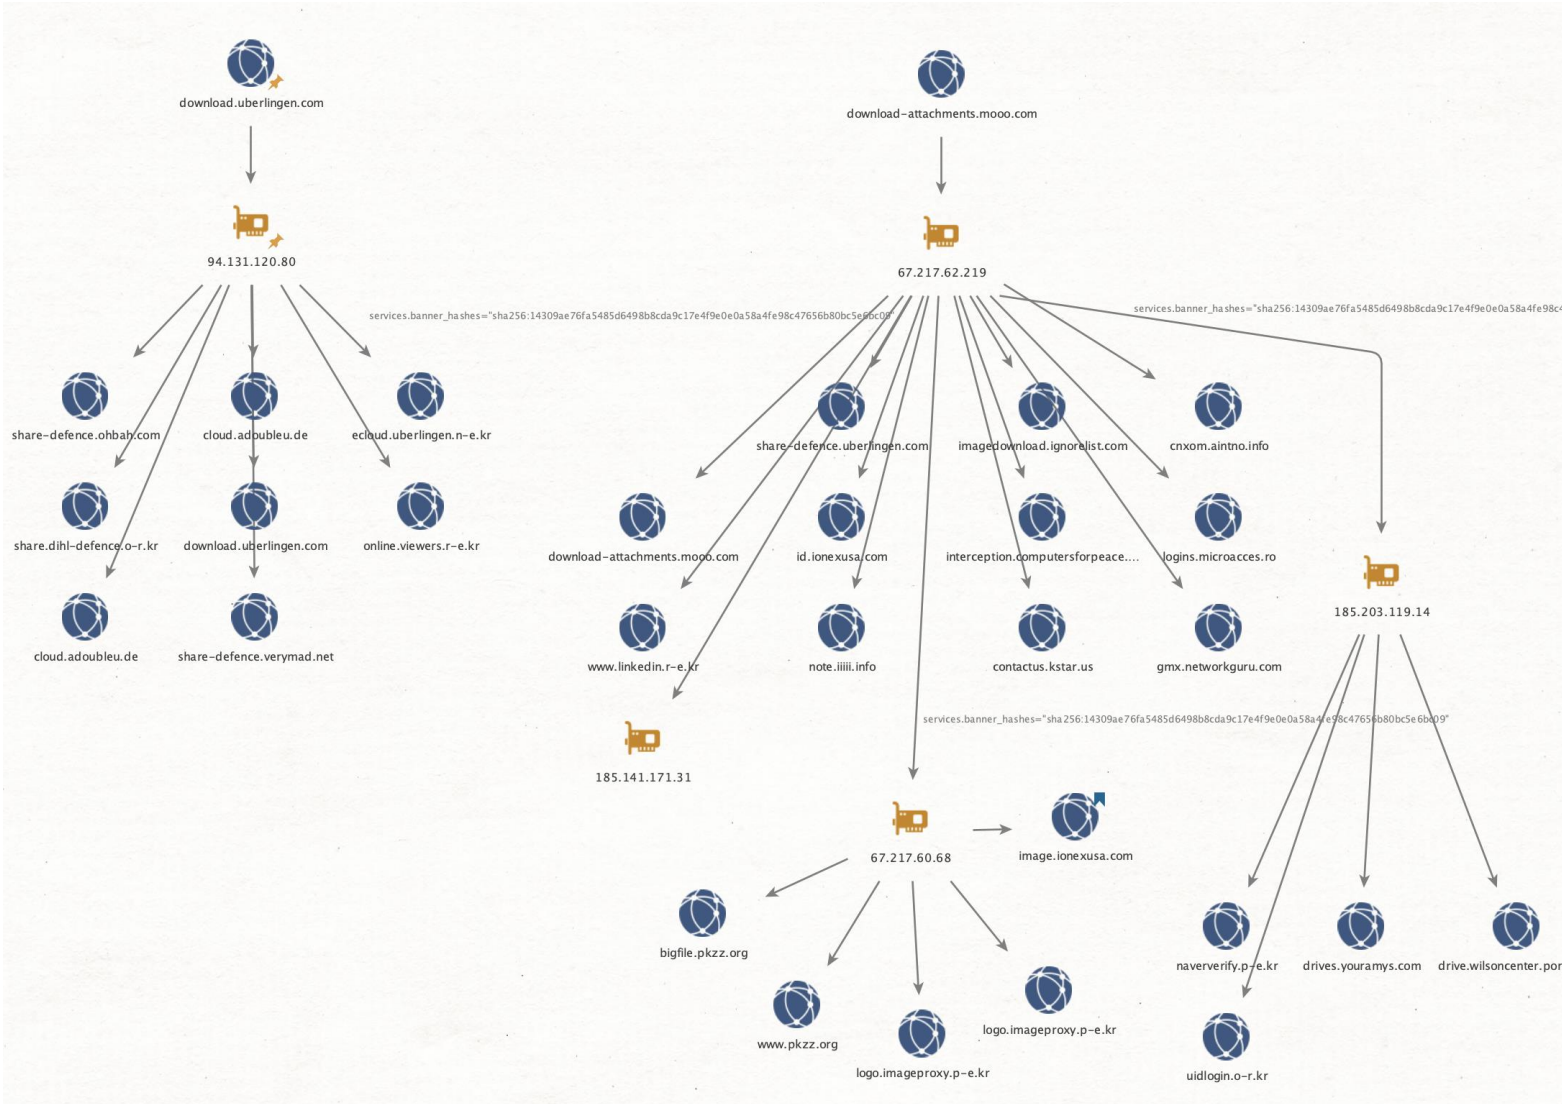 download.uberlingen.com
download-attachments.mooo.com
94.131.120.80
67.217.62.219
services.banner_hashes="sha256:14309ae76fa5485d6498b8cda9c17e4f9e0e0a58a4fe98c47656b80bc5e6bc09"
services.banner_hashes="sha256:14309ae76fa5485d6498b8cda9c17e4f9e0e0a58a4fe98c4
share-defence.ohbah.com
cloud.adoubleu.de
ecloud.uberlingen.n-e.kr
share-defence.uberlingen.com
imagedownload.ignorelist.com
cnxom.aintno.info
share.dihl-defence.o-r.kr
download.uberlingen.com
online.viewers.r-e.kr
download-attachments.mooo.com
id.ionexusa.com
interception.computersforpeace....
logins.microacces.ro
185.203.119.14
cloud.adoubleu.de
share-defence.verymad.net
www.linkedin.r-e.kr
note.iiiii.info
contactus.kstar.us
gmx.networkguru.com
services.banner_hashes="sha256:14309ae76fa5485d6498b8cda9c17e4f9e0e0a58a4fe98c47656b80bc5e6bc09"
185.141.171.31
67.217.60.68
image.ionexusa.com
bigfile.pkzz.org
naververify.p-e.kr
drives.youramys.com
drive.wilsoncenter.por
logo.imageproxy.p-e.kr
www.pkzz.org
logo.imageproxy.p-e.kr
uidlogin.o-r.kr